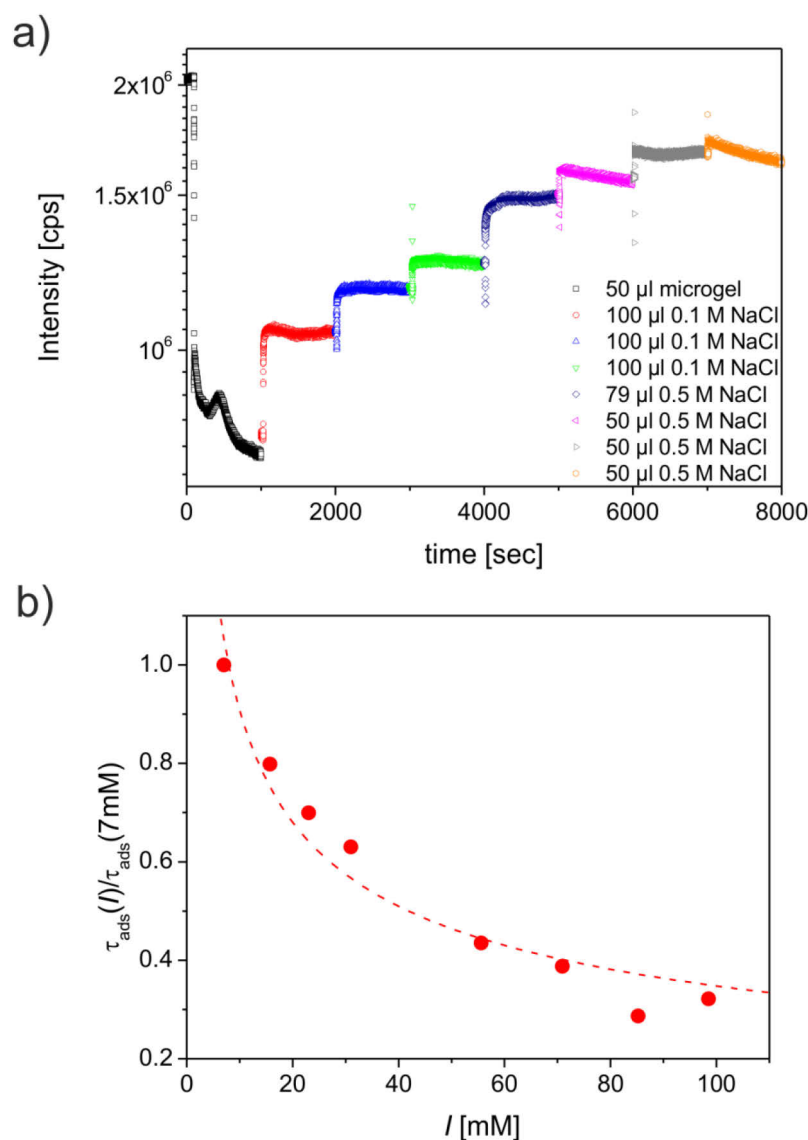 a)
2x10⁶
1.5x10⁶
10⁶
Intensity [cps]
50 µl microgel
100 µl 0.1 M NaCl
100 µl 0.1 M NaCl
100 µl 0.1 M NaCl
79 µl 0.5 M NaCl
50 µl 0.5 M NaCl
50 µl 0.5 M NaCl
50 µl 0.5 M NaCl
0 2000 4000 6000 8000
time [sec]
b)
1.0
0.8
0.6
0.4
0.2
τads(I)/τads(7mM)
0 20 40 60 80 100
I [mM]